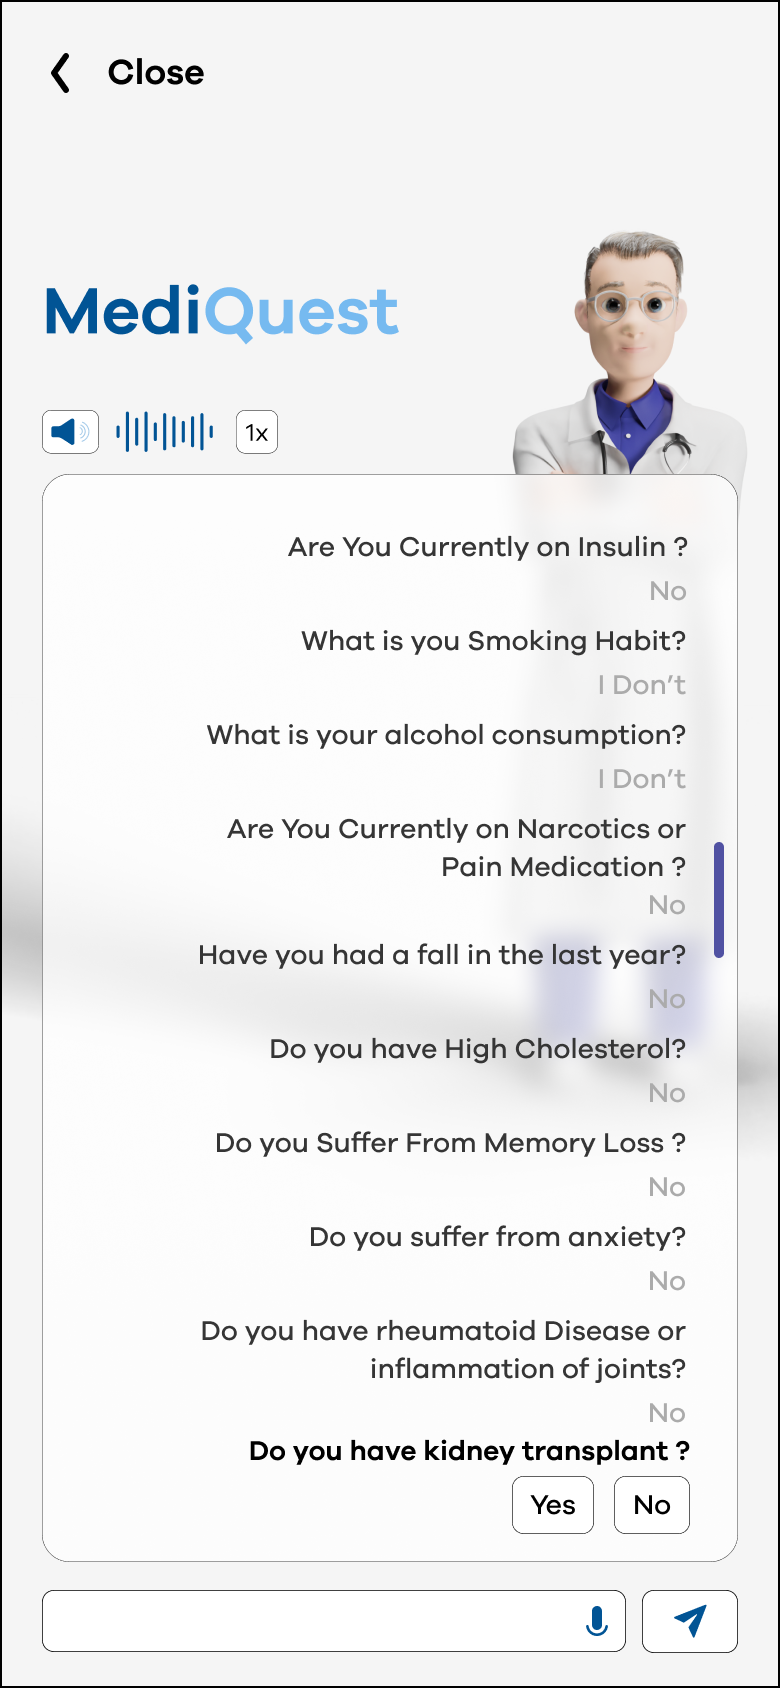 Close
MediQuest
1x
Are You Currently on Insulin ?
No
What is you Smoking Habit?
I Don’t
What is your alcohol consumption?
I Don’t
Are You Currently on Narcotics or
Pain Medication ?
No
Have you had a fall in the last year?
No
Do you have High Cholesterol?
No
Do you Suffer From Memory Loss ?
No
Do you suffer from anxiety?
No
Do you have rheumatoid Disease or
inflammation of joints?
No
Do you have kidney transplant ?
Yes No